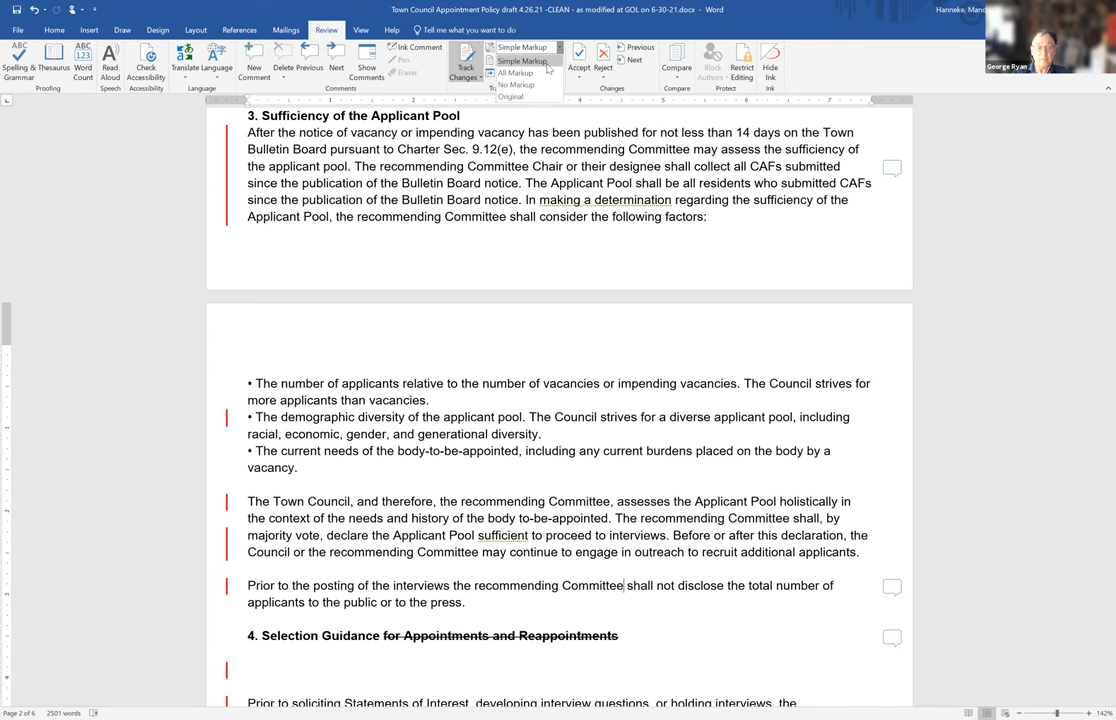 Town Council Appointment Policy draft 4.26.21 -CLEAN - as modified at GOL on 6-30-21.docx - Word
Hanneke, Mand
George Ryan
File Home Insert Draw Design Layout References Mailings Review View Help Tell me what you want to do
Spelling & Grammar
Thesaurus
Word Count
Read Aloud
Check Accessibility
Translate
Language
New Comment
Delete
Previous
Next
Show Comments
Ink Comment
Pen
Eraser
Track Changes
Simple Markup
Simple Markup
All Markup
No Markup
Original
Accept
Reject
Previous
Next
Compare
Block Authors
Restrict Editing
Hide Ink
Proofing Speech Accessibility Language Comments Changes Compare Protect Ink
3. Sufficiency of the Applicant Pool
After the notice of vacancy or impending vacancy has been published for not less than 14 days on the Town
Bulletin Board pursuant to Charter Sec. 9.12(e), the recommending Committee may assess the sufficiency of
the applicant pool. The recommending Committee Chair or their designee shall collect all CAFs submitted
since the publication of the Bulletin Board notice. The Applicant Pool shall be all residents who submitted CAFs
since the publication of the Bulletin Board notice. In making a determination regarding the sufficiency of the
Applicant Pool, the recommending Committee shall consider the following factors:
• The number of applicants relative to the number of vacancies or impending vacancies. The Council strives for
more applicants than vacancies.
• The demographic diversity of the applicant pool. The Council strives for a diverse applicant pool, including
racial, economic, gender, and generational diversity.
• The current needs of the body-to-be-appointed, including any current burdens placed on the body by a
vacancy.
The Town Council, and therefore, the recommending Committee, assesses the Applicant Pool holistically in
the context of the needs and history of the body to-be-appointed. The recommending Committee shall, by
majority vote, declare the Applicant Pool sufficient to proceed to interviews. Before or after this declaration, the
Council or the recommending Committee may continue to engage in outreach to recruit additional applicants.
Prior to the posting of the interviews the recommending Committee shall not disclose the total number of
applicants to the public or to the press.
4. Selection Guidance for Appointments and Reappointments
Prior to soliciting Statements of Interest, developing interview questions, or holding interviews, the
Page 2 of 6 2501 words
142%